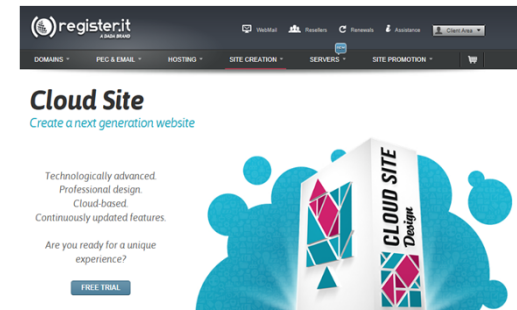 register.it
A DADA BRAND
WebMail Resellers Renewals Assistance Client Area
DOMAINS PEC & EMAIL HOSTING SITE CREATION SERVERS SITE PROMOTION
Cloud Site
Create a next generation website
Technologically advanced.
Professional design.
Cloud-based.
Continuously updated features.
Are you ready for a unique
experience?
FREE TRIAL
CLOUD SITE
Design